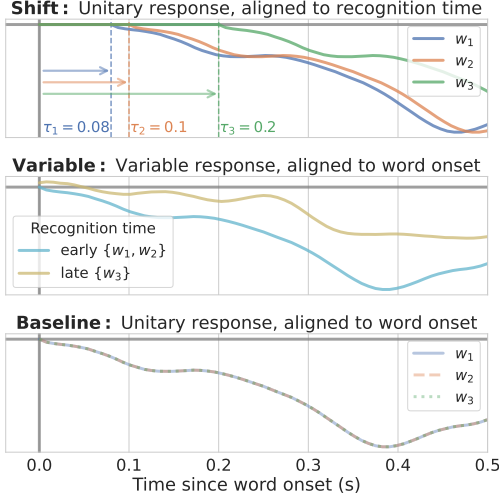 Shift: Unitary response, aligned to recognition time
w₁
w₂
w₃
τ₁ = 0.08
τ₂ = 0.1
τ₃ = 0.2
Variable: Variable response, aligned to word onset
Recognition time
early {w₁, w₂}
late {w₃}
Baseline: Unitary response, aligned to word onset
w₁
w₂
w₃
0.0 0.1 0.2 0.3 0.4 0.5
Time since word onset (s)